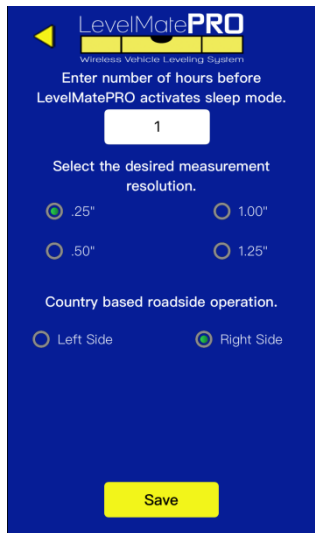 LevelMatePRO
Wireless Vehicle Leveling System
Enter number of hours before
LevelMatePRO activates sleep mode.
1
Select the desired measurement
resolution.
.25" 1.00"
.50" 1.25"
Country based roadside operation.
Left Side Right Side
Save